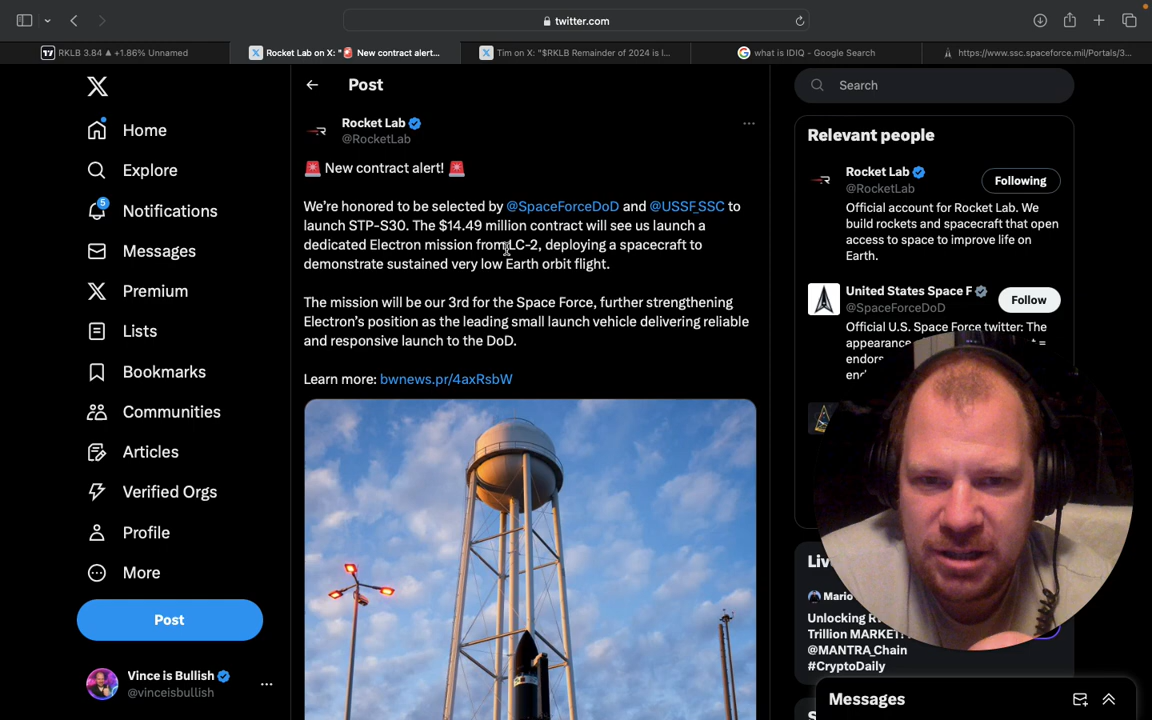 twitter.com
RKLB 3.84 ▲ +1.86% Unnamed
Rocket Lab on X: "🚨 New contract alert!...
Tim on X: "$RKLB Remainder of 2024 is l...
what is IDIQ - Google Search
https://www.ssc.spaceforce.mil/Portals/3...
Home
Explore
5
Notifications
Messages
Premium
Lists
Bookmarks
Communities
Articles
Verified Orgs
Profile
More
Post
Vince is Bullish
@vinceisbullish
Post
Rocket Lab
@RocketLab
🚨 New contract alert! 🚨
We're honored to be selected by @SpaceForceDoD and @USSF_SSC to
launch STP-S30. The $14.49 million contract will see us launch a
dedicated Electron mission from LC-2, deploying a spacecraft to
demonstrate sustained very low Earth orbit flight.
The mission will be our 3rd for the Space Force, further strengthening
Electron's position as the leading small launch vehicle delivering reliable
and responsive launch to the DoD.
Learn more: bwnews.pr/4axRsbW
Search
Relevant people
Rocket Lab
@RocketLab
Following
Official account for Rocket Lab. We
build rockets and spacecraft that open
access to space to improve life on
Earth.
United States Space F
@SpaceForceDoD
Follow
Official U.S. Space Force twitter: The
appearance
=
endors
Liv
Mario
Unlocking R
Trillion MARKET
@MANTRA_Chain
#CryptoDaily
Messages